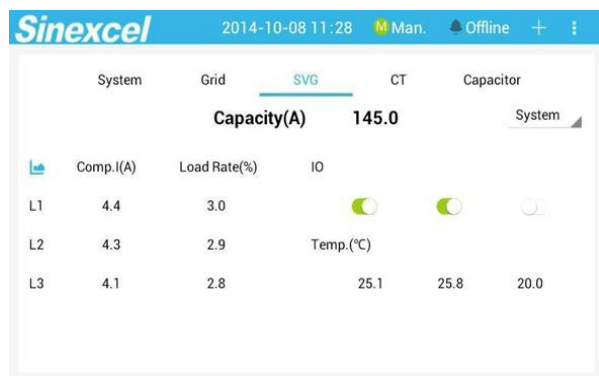 Sinexcel 2014-10-08 11:28 M Man. Offline
System Grid SVG CT Capacitor
Capacity(A) 145.0 System
Comp.I(A) Load Rate(%) IO
L1 4.4 3.0
L2 4.3 2.9 Temp.(℃)
L3 4.1 2.8 25.1 25.8 20.0